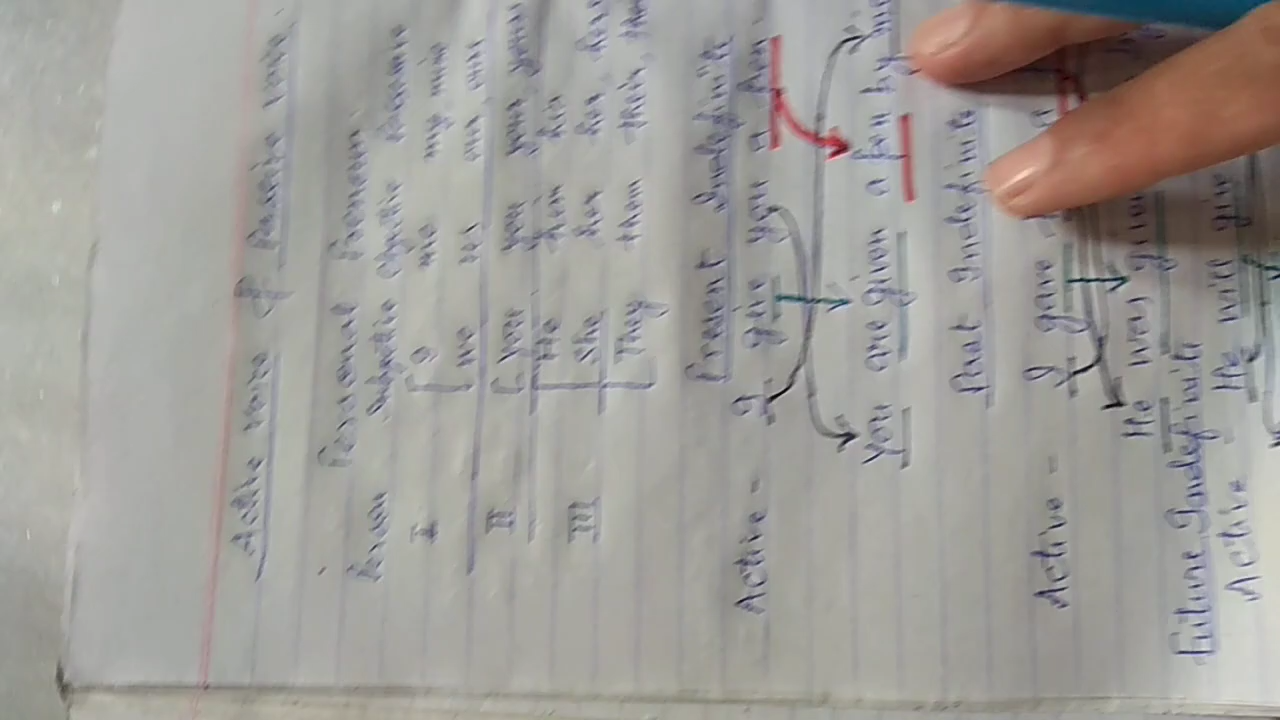 Active voice & Passive voice
Personal Pronoun
Person Subjective Objective Possessive
I [ I me my, mine
We us our, ours
II [ You you your,
He him his
III She her her,
[ They them their,
Present Indefinite
Active - I give you a pen
You are given a pen by me
Past Indefinite
Active - I gave
He was given
Future Indefinite
Active He will give